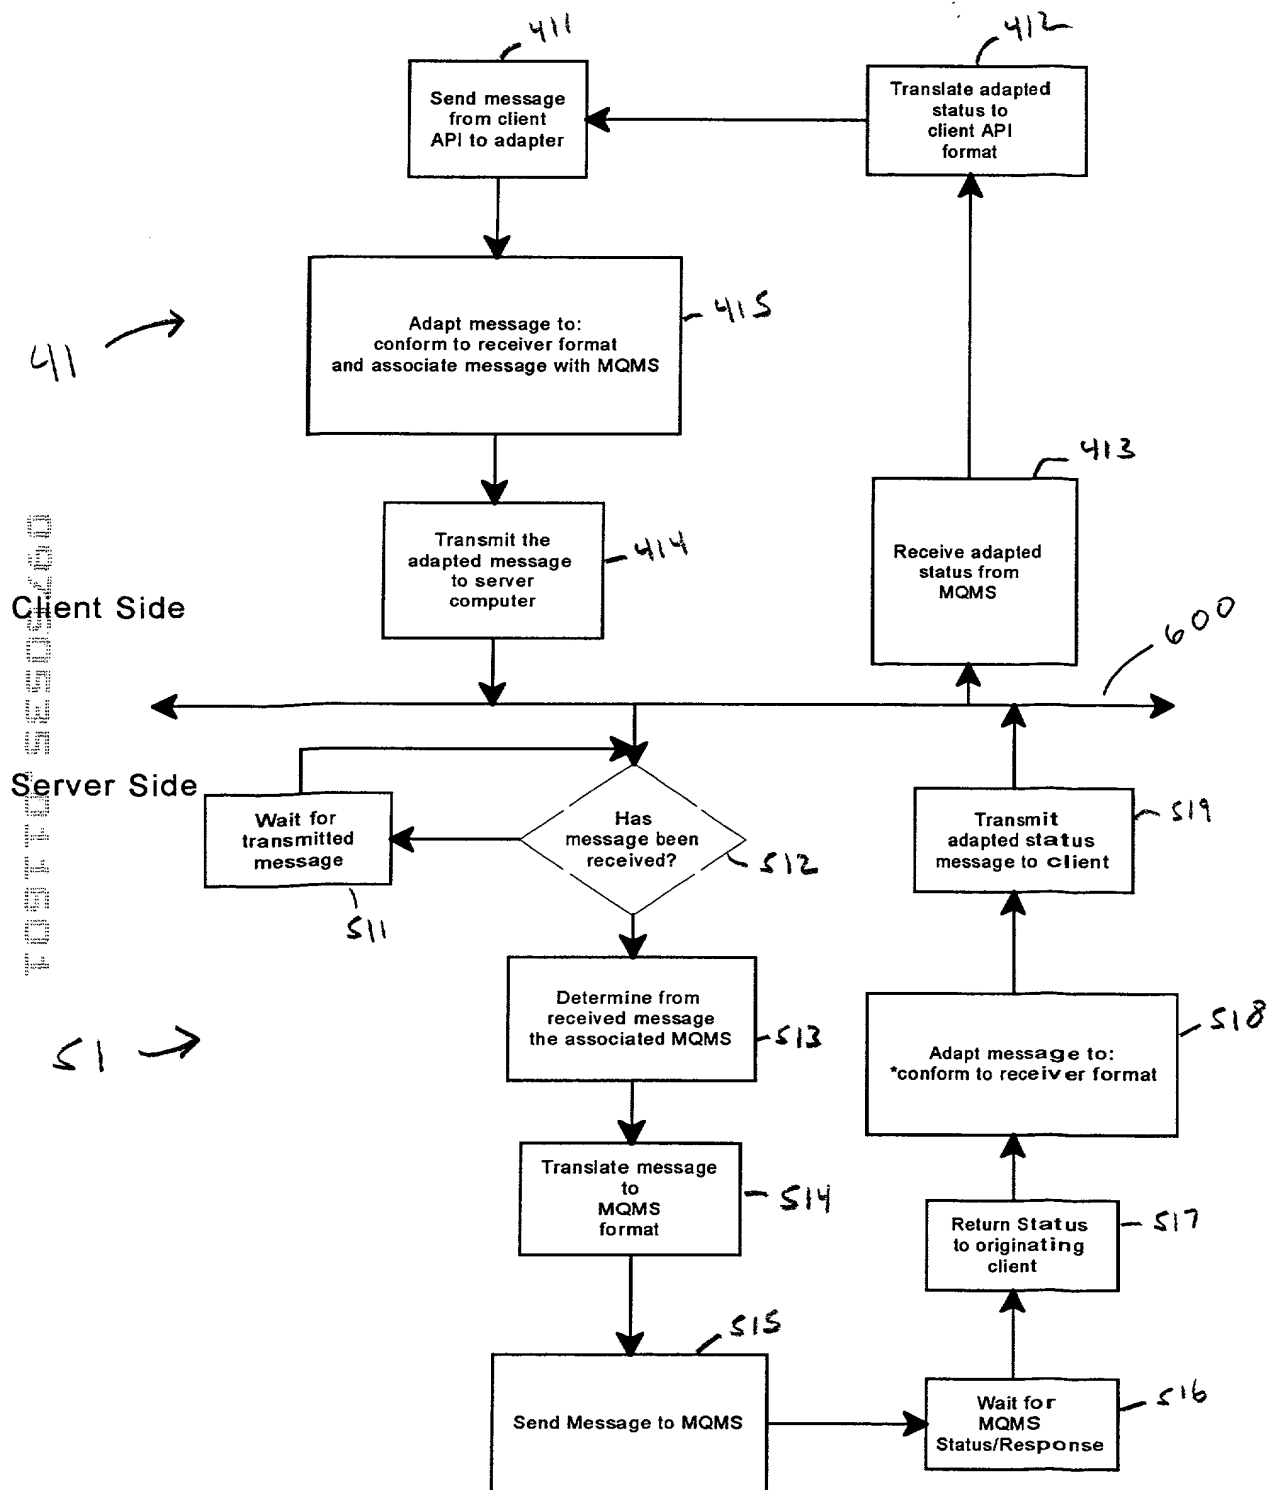 411
412
Send message
from client
API to adapter
Translate adapted
status to
client API
format
415
Adapt message to:
conform to receiver format
and associate message with MQMS
41
413
Transmit the
adapted message
to server
computer
414
Receive adapted
status from
MQMS
Client Side
600
Server Side
Wait for
transmitted
message
511
Has
message been
received?
512
Transmit
adapted status
message to client
519
Determine from
received message
the associated MQMS
513
51
Adapt message to:
*conform to receiver format
518
Translate message
to
MQMS
format
514
Return Status
to originating
client
517
515
Send Message to MQMS
Wait for
MQMS
Status/Response
516